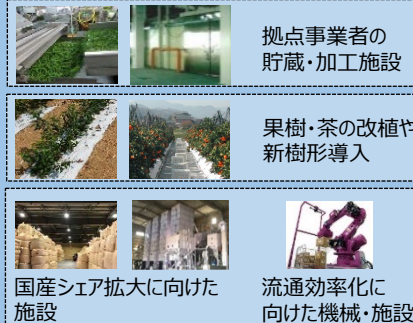 拠点事業者の
貯蔵・加工施設
果樹・茶の改植や
新樹形導入
国産シェア拡大に向けた
施設
流通効率化に
向けた機械・施設